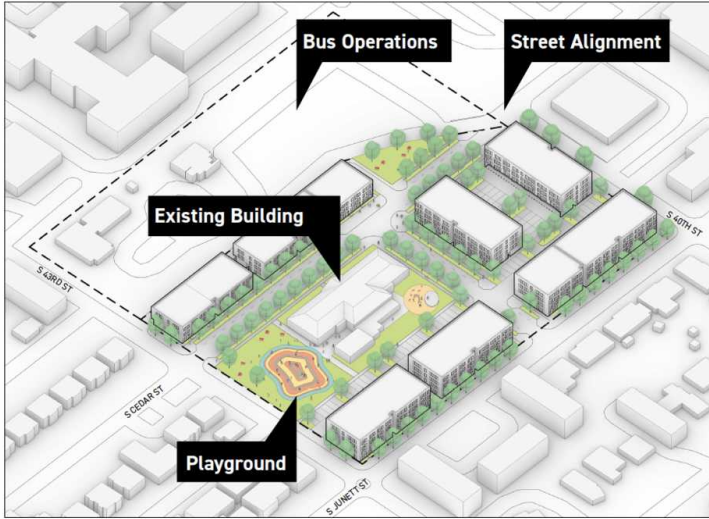 Bus Operations
Street Alignment
Existing Building
S 40TH ST
S 43RD ST
S CEDAR ST
Playground
S JUNETT ST